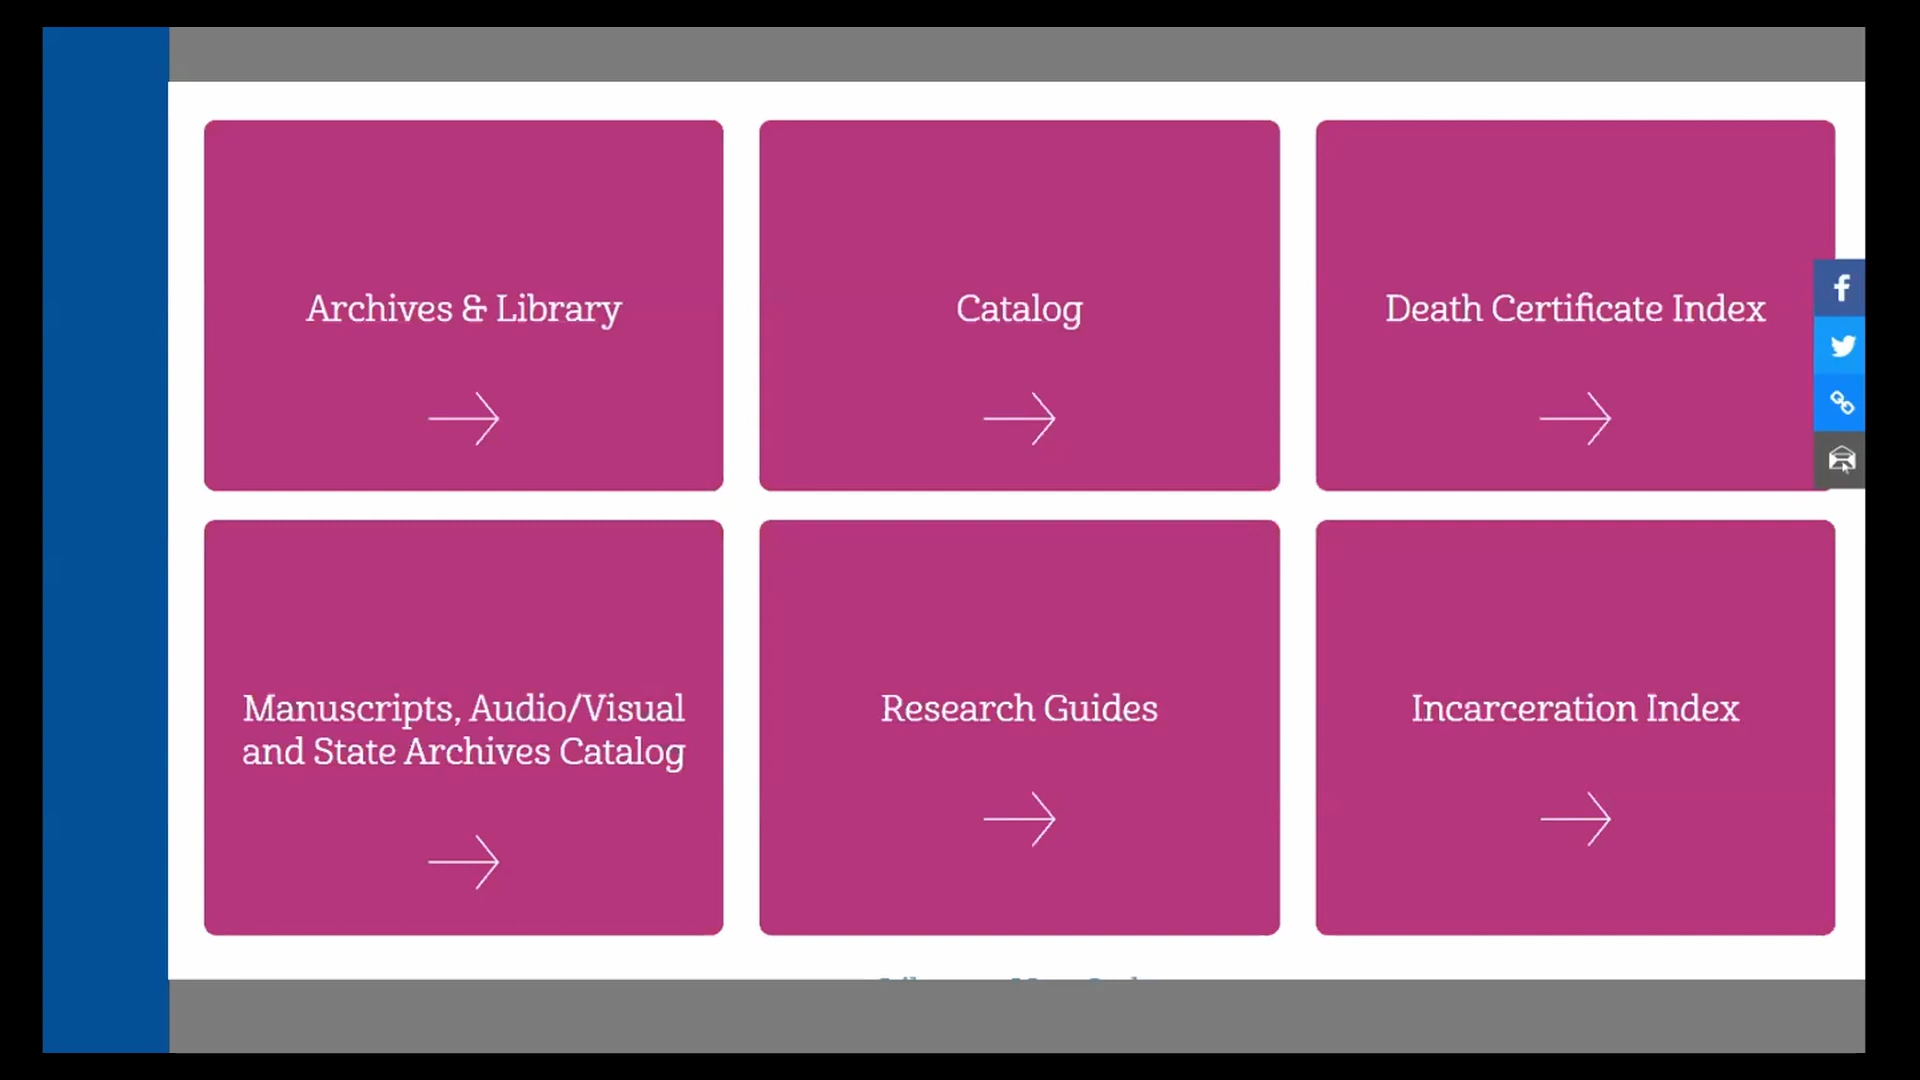 Archives & Library
Catalog
Death Certificate Index
Manuscripts, Audio/Visual
and State Archives Catalog
Research Guides
Incarceration Index